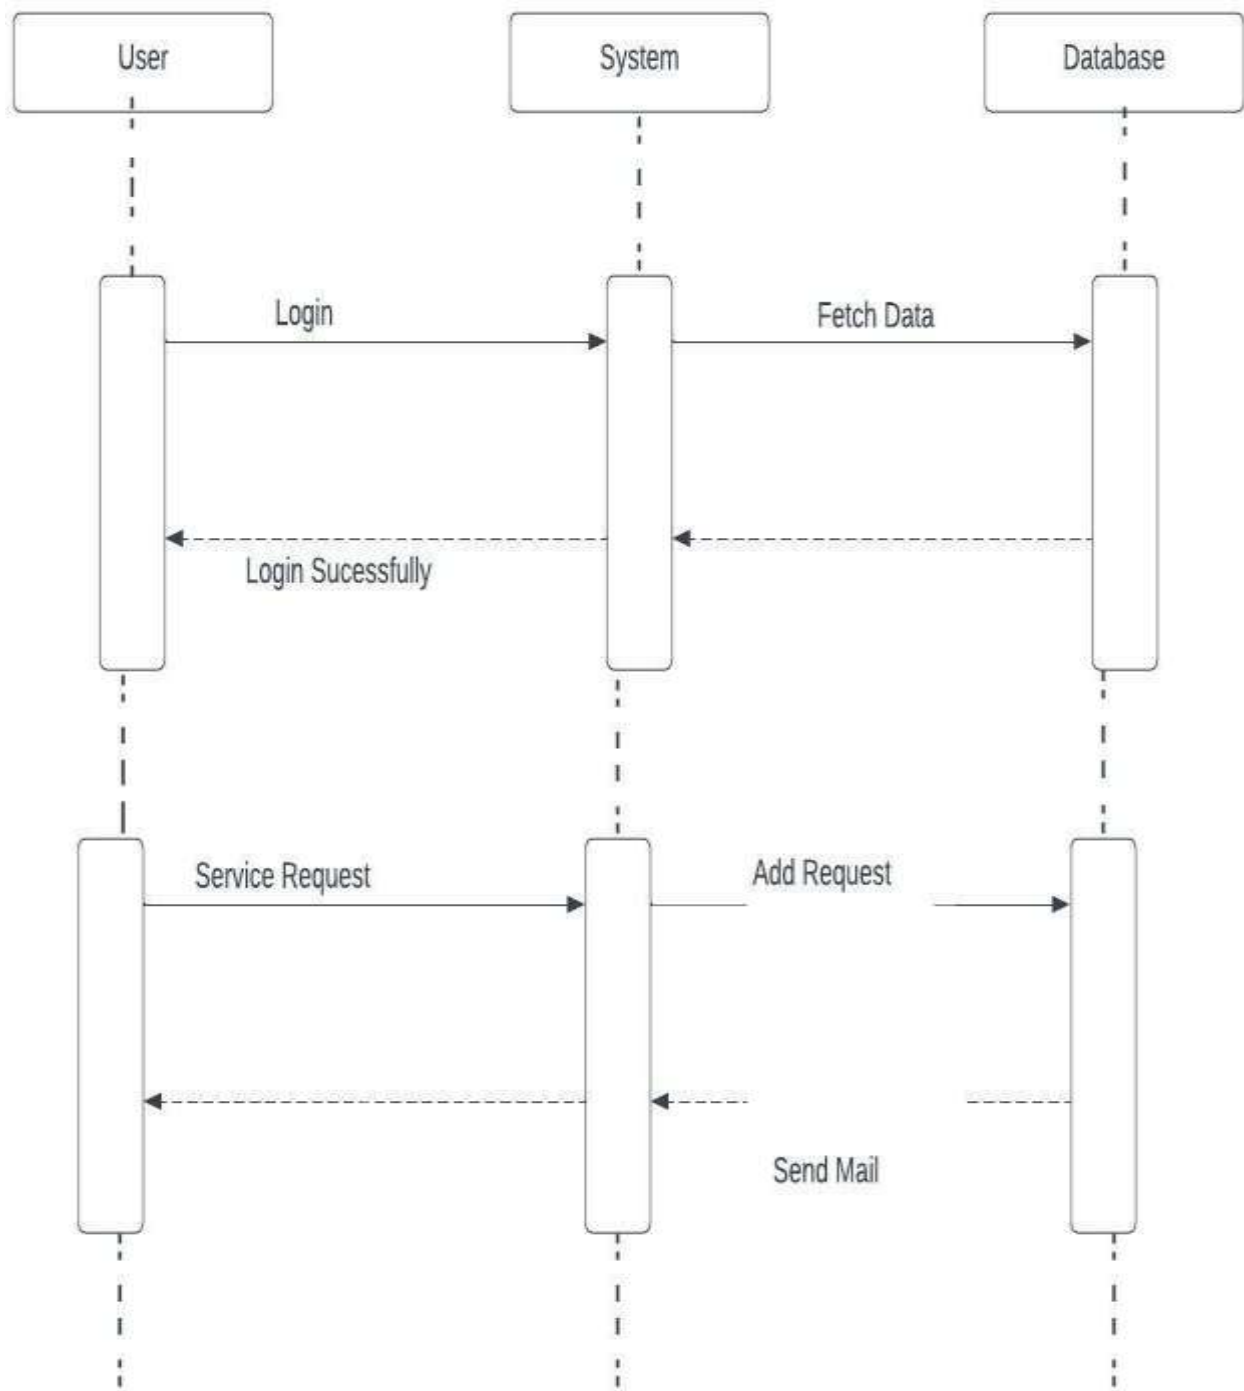 User
System
Database
Login
Fetch Data
Login Sucessfully
Service Request
Add Request
Send Mail